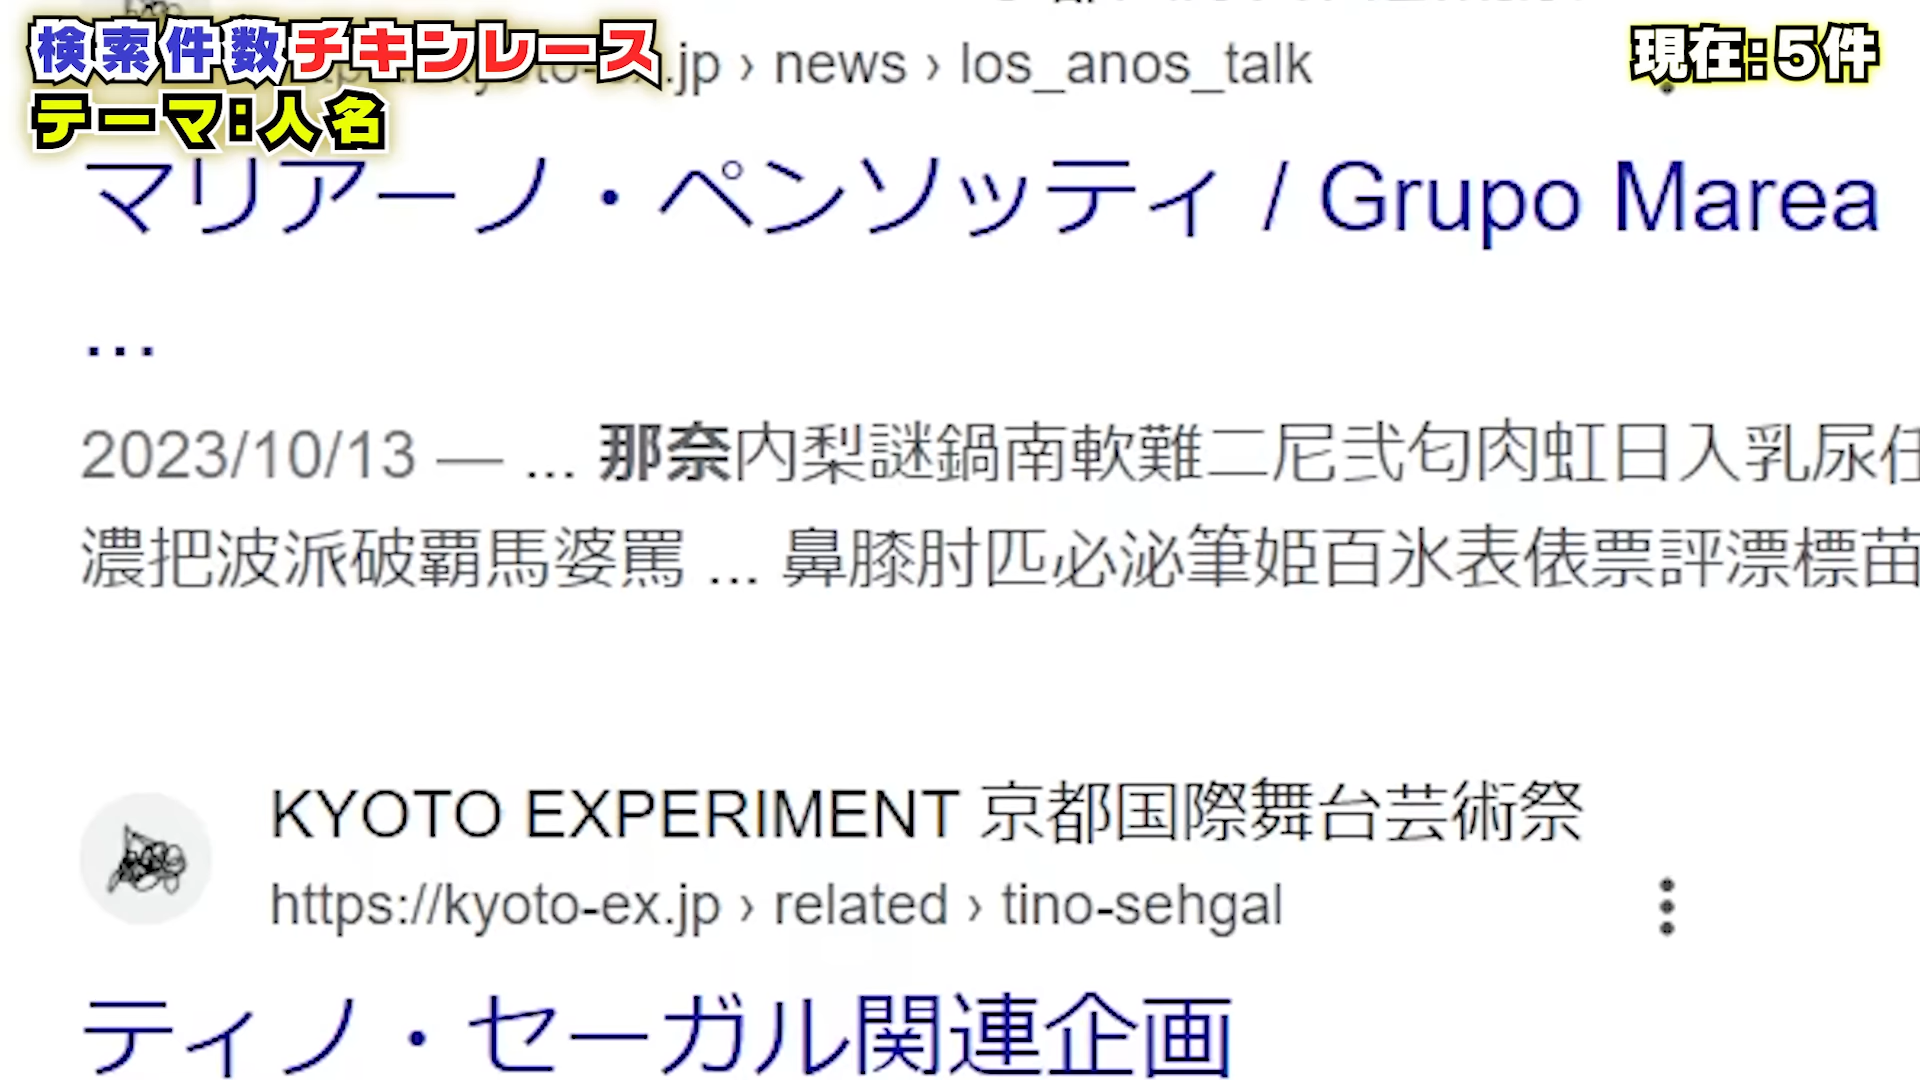 検索件数チキンレース
現在:5件
.jp › news › los_anos_talk
テーマ:人名
マリアーノ・ペンソッティ / Grupo Marea
...
2023/10/13 — ... 那奈内梨謎鍋南軟難二尼弐匂肉虹日入乳尿任
濃把波派破覇馬婆罵 ... 鼻膝肘匹必泌筆姫百氷表俵票評漂標苗
KYOTO EXPERIMENT 京都国際舞台芸術祭
https://kyoto-ex.jp › related › tino-sehgal
ティノ・セーガル関連企画